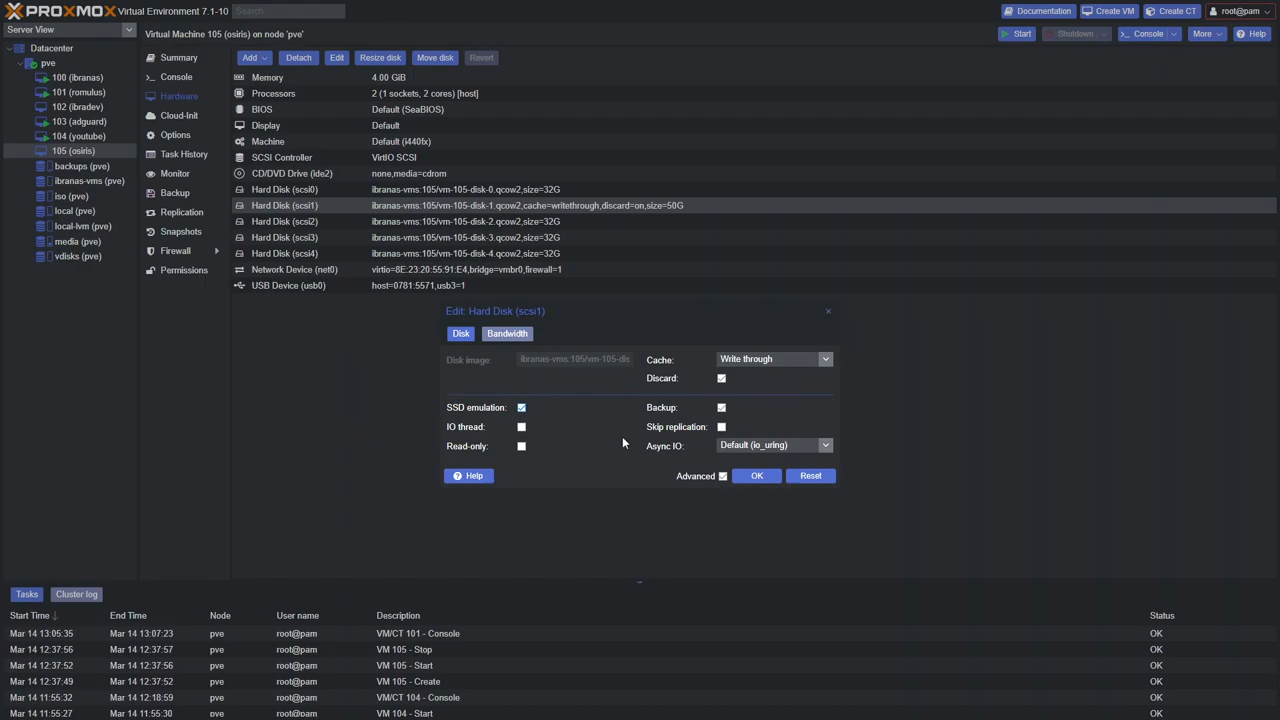 PROXMOX Virtual Environment 7.1-10 Search Documentation Create VM Create CT root@pam
Server View
Virtual Machine 105 (osiris) on node 'pve' Start Shutdown Console More Help
Datacenter
pve
100 (ibranas)
101 (romulus)
102 (ibradev)
103 (adguard)
104 (youtube)
105 (osiris)
backups (pve)
ibranas-vms (pve)
iso (pve)
local (pve)
local-lvm (pve)
media (pve)
vdisks (pve)
Summary
Console
Hardware
Cloud-Init
Options
Task History
Monitor
Backup
Replication
Snapshots
Firewall
Permissions
Add Detach Edit Resize disk Move disk Revert
Memory 4.00 GiB
Processors 2 (1 sockets, 2 cores) [host]
BIOS Default (SeaBIOS)
Display Default
Machine Default (i440fx)
SCSI Controller VirtIO SCSI
CD/DVD Drive (ide2) none,media=cdrom
Hard Disk (scsi0) ibranas-vms:105/vm-105-disk-0.qcow2,size=32G
Hard Disk (scsi1) ibranas-vms:105/vm-105-disk-1.qcow2,cache=writethrough,discard=on,size=50G
Hard Disk (scsi2) ibranas-vms:105/vm-105-disk-2.qcow2,size=32G
Hard Disk (scsi3) ibranas-vms:105/vm-105-disk-3.qcow2,size=32G
Hard Disk (scsi4) ibranas-vms:105/vm-105-disk-4.qcow2,size=32G
Network Device (net0) virtio=8E:23:20:55:91:E4,bridge=vmbr0,firewall=1
USB Device (usb0) host=0781:5571,usb3=1
Edit: Hard Disk (scsi1)
Disk Bandwidth
Disk image: ibranas-vms:105/vm-105-dis Cache: Write through
Discard:
SSD emulation: Backup:
IO thread: Skip replication:
Read-only: Async IO: Default (io_uring)
Help Advanced OK Reset
Tasks Cluster log
Start Time End Time Node User name Description Status
Mar 14 13:05:35 Mar 14 13:07:23 pve root@pam VM/CT 101 - Console OK
Mar 14 12:37:56 Mar 14 12:37:57 pve root@pam VM 105 - Stop OK
Mar 14 12:37:52 Mar 14 12:37:56 pve root@pam VM 105 - Start OK
Mar 14 12:37:49 Mar 14 12:37:52 pve root@pam VM 105 - Create OK
Mar 14 11:55:32 Mar 14 12:18:59 pve root@pam VM/CT 104 - Console OK
Mar 14 11:55:27 Mar 14 11:55:30 pve root@pam VM 104 - Start OK